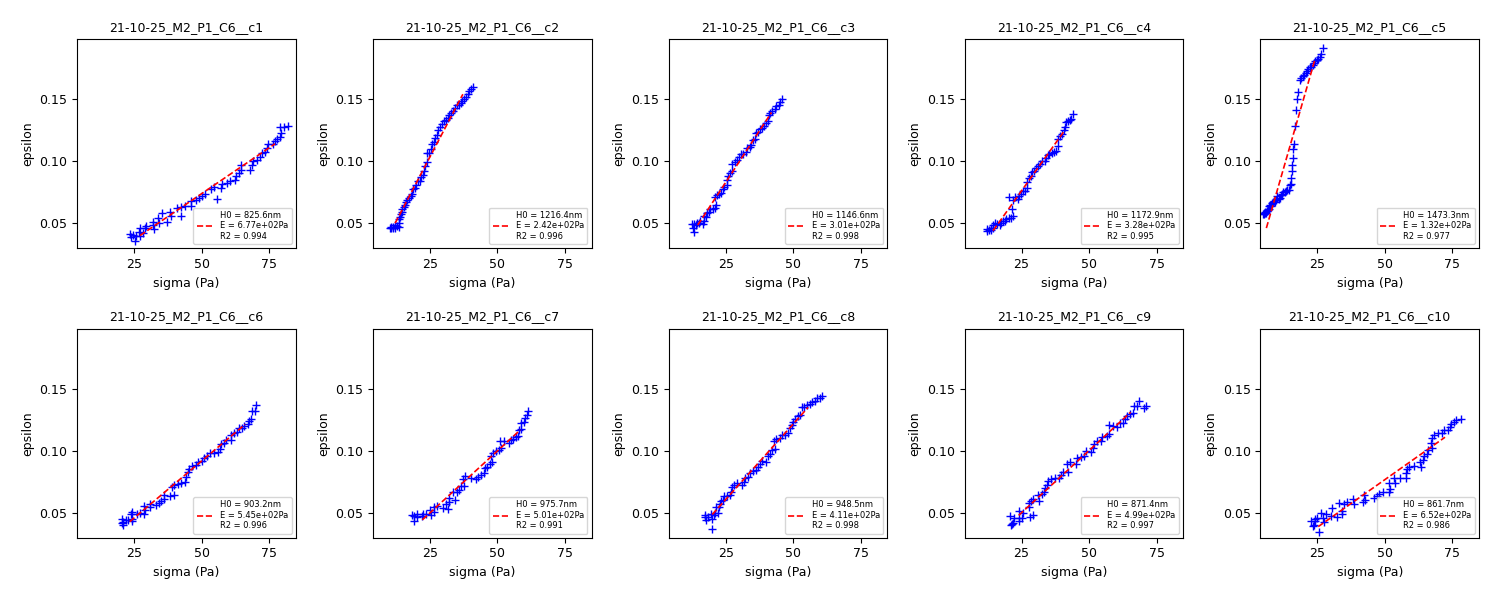 21-10-25_M2_P1_C6__c1
0.15
0.10
0.05
epsilon
H0 = 825.6nm
E = 6.77e+02Pa
R2 = 0.994
25
50
75
sigma (Pa)
21-10-25_M2_P1_C6__c2
0.15
0.10
0.05
epsilon
H0 = 1216.4nm
E = 2.42e+02Pa
R2 = 0.996
25
50
75
sigma (Pa)
21-10-25_M2_P1_C6__c3
0.15
0.10
0.05
epsilon
H0 = 1146.6nm
E = 3.01e+02Pa
R2 = 0.998
25
50
75
sigma (Pa)
21-10-25_M2_P1_C6__c4
0.15
0.10
0.05
epsilon
H0 = 1172.9nm
E = 3.28e+02Pa
R2 = 0.995
25
50
75
sigma (Pa)
21-10-25_M2_P1_C6__c5
0.15
0.10
0.05
epsilon
H0 = 1473.3nm
E = 1.32e+02Pa
R2 = 0.977
25
50
75
sigma (Pa)
21-10-25_M2_P1_C6__c6
0.15
0.10
0.05
epsilon
H0 = 903.2nm
E = 5.45e+02Pa
R2 = 0.996
25
50
75
sigma (Pa)
21-10-25_M2_P1_C6__c7
0.15
0.10
0.05
epsilon
H0 = 975.7nm
E = 5.01e+02Pa
R2 = 0.991
25
50
75
sigma (Pa)
21-10-25_M2_P1_C6__c8
0.15
0.10
0.05
epsilon
H0 = 948.5nm
E = 4.11e+02Pa
R2 = 0.998
25
50
75
sigma (Pa)
21-10-25_M2_P1_C6__c9
0.15
0.10
0.05
epsilon
H0 = 871.4nm
E = 4.99e+02Pa
R2 = 0.997
25
50
75
sigma (Pa)
21-10-25_M2_P1_C6__c10
0.15
0.10
0.05
epsilon
H0 = 861.7nm
E = 6.52e+02Pa
R2 = 0.986
25
50
75
sigma (Pa)